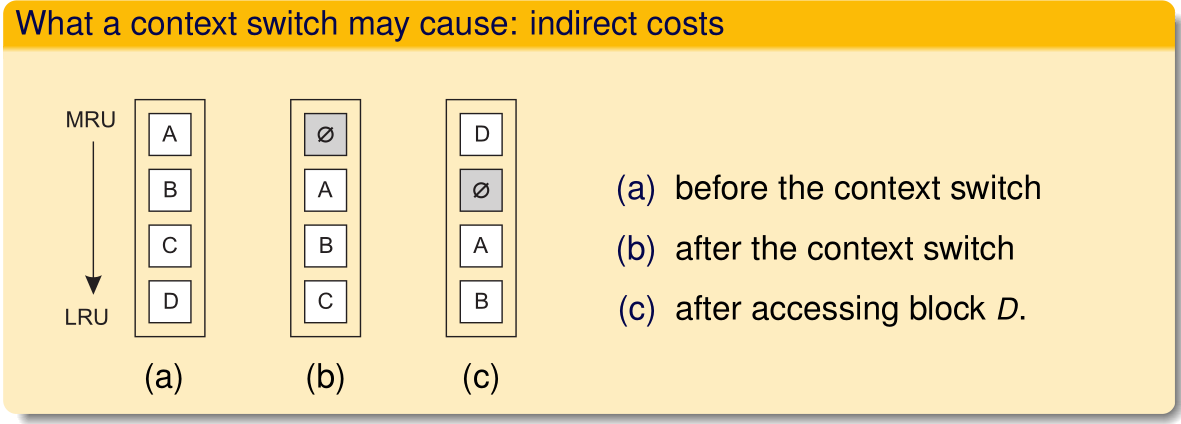 What a context switch may cause: indirect costs
MRU
LRU
A
B
C
D
(a)
∅
A
B
C
(b)
D
∅
A
B
(c)
(a) before the context switch
(b) after the context switch
(c) after accessing block D.